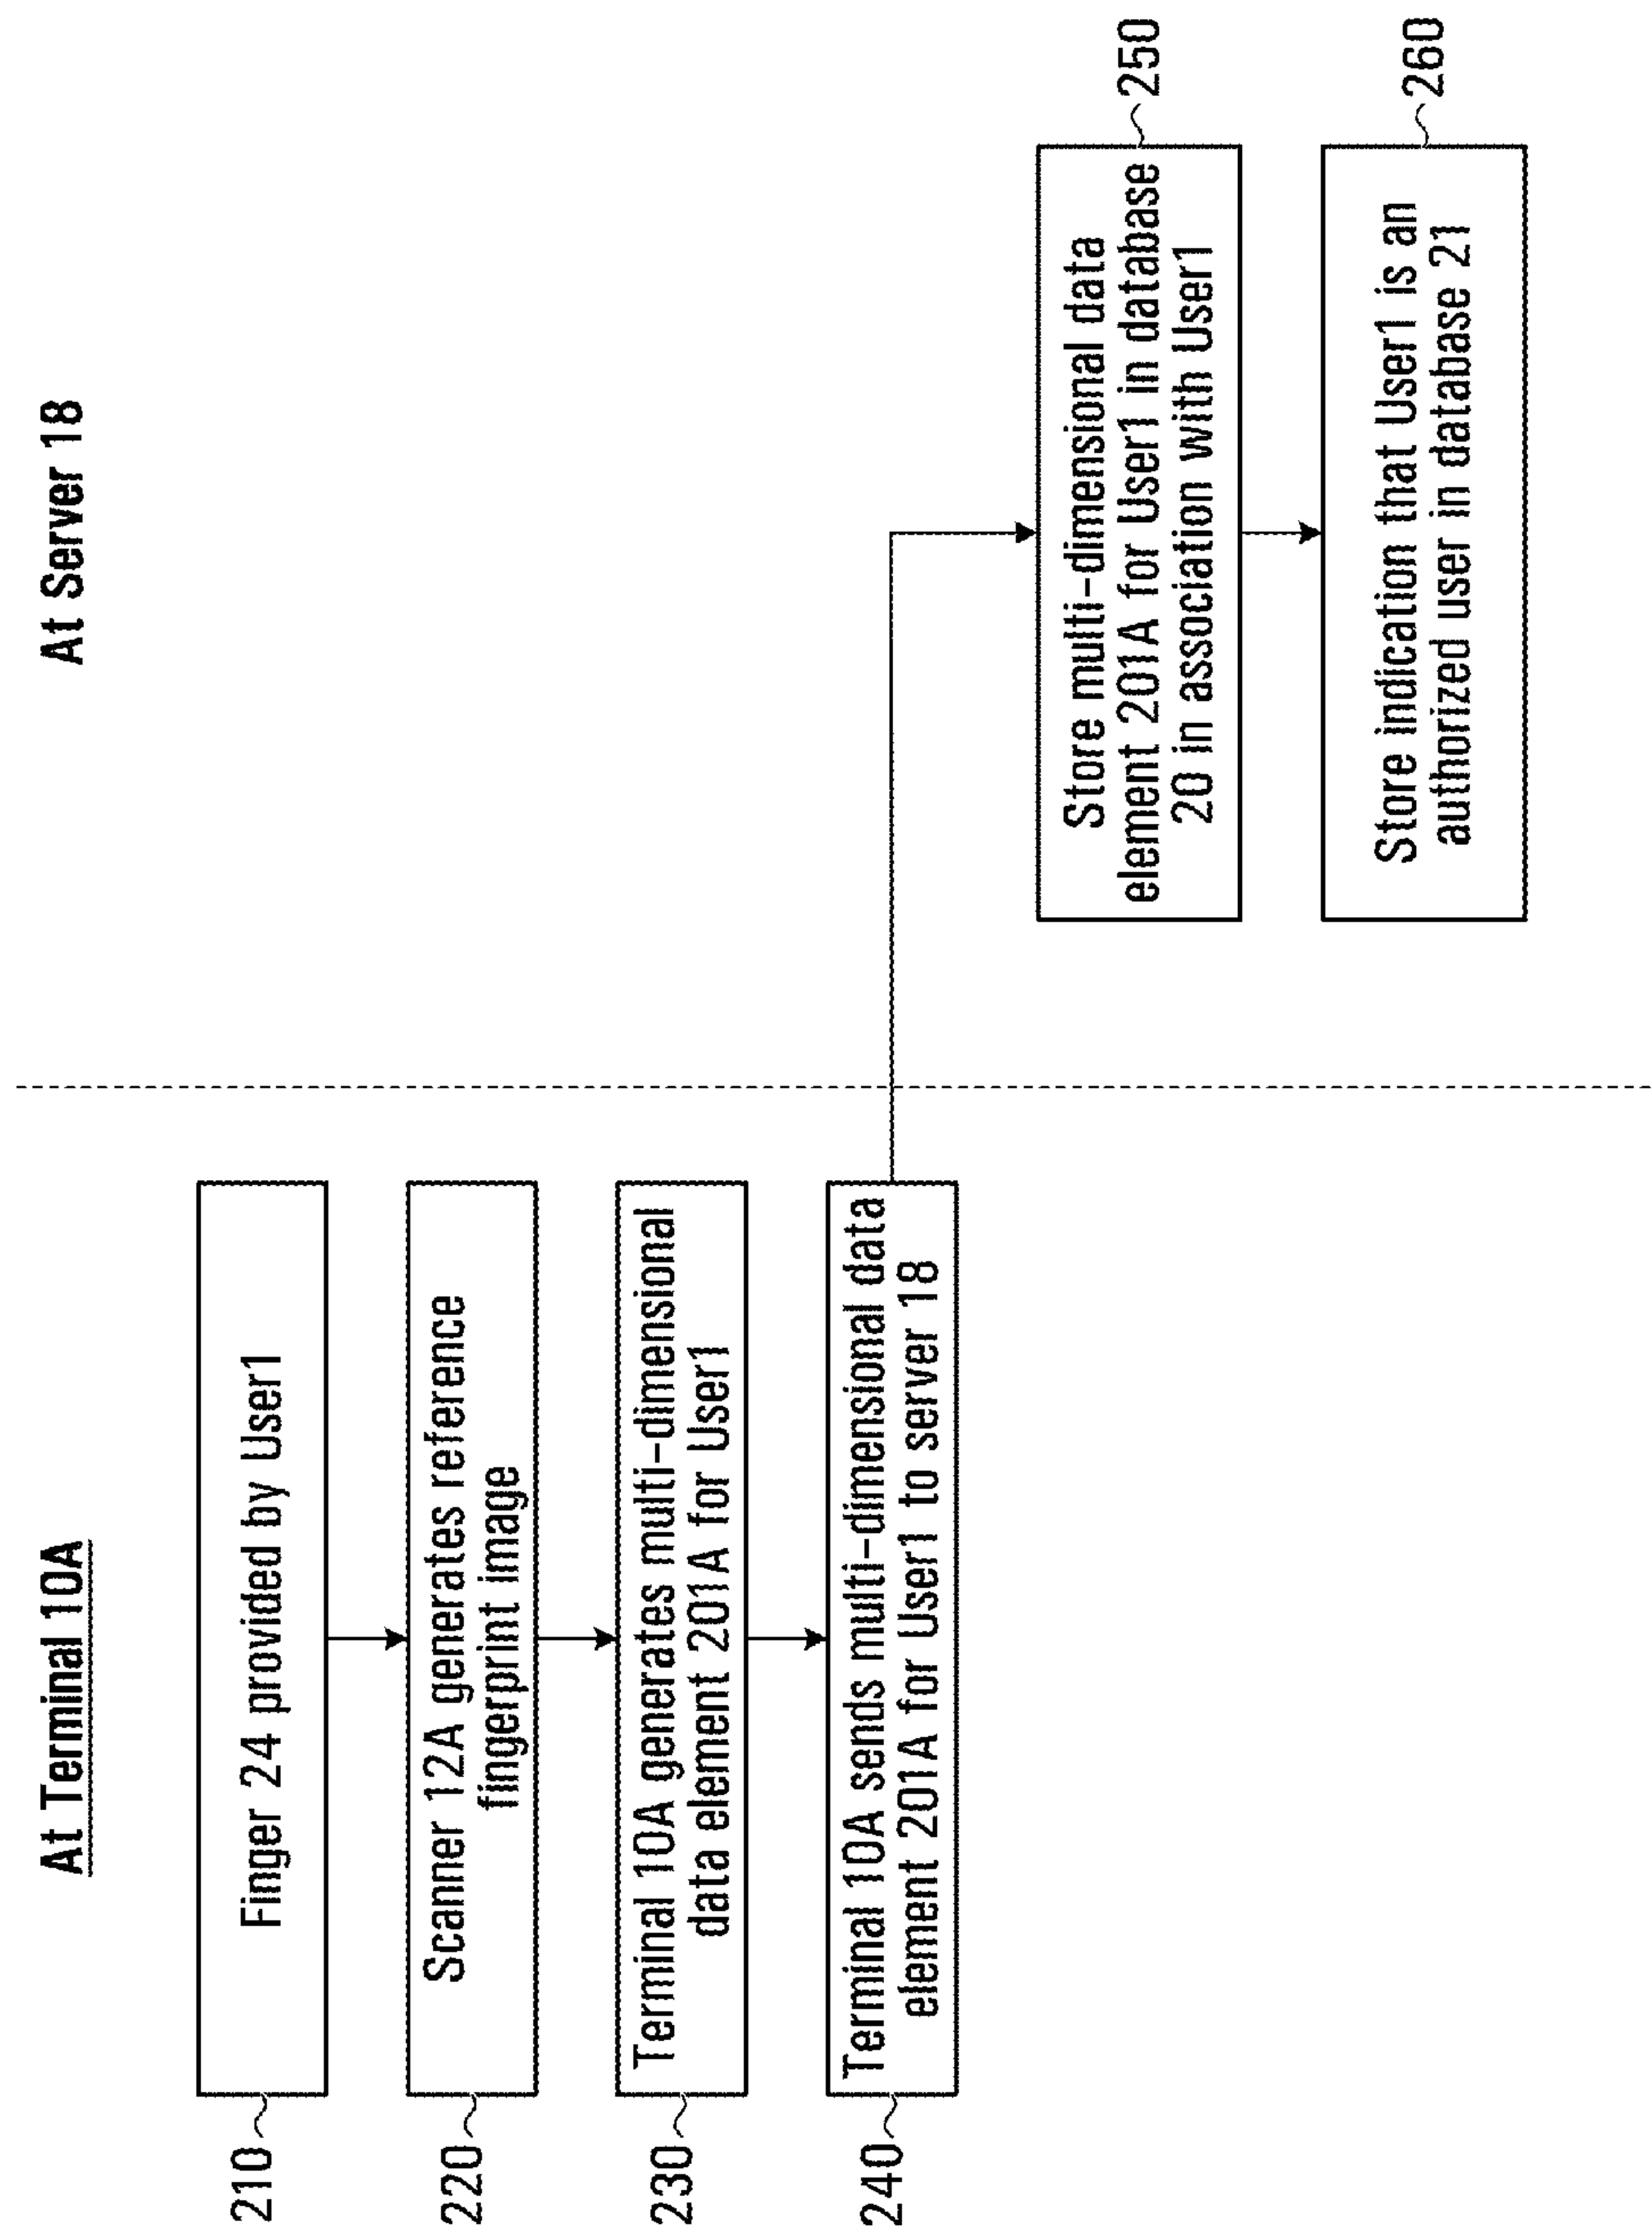 At Terminal 10A
210
Finger 24 provided by User1
220
Scanner 12A generates reference
fingerprint image
230
Terminal 10A generates multi-dimensional
data element 201A for User1
240
Terminal 10A sends multi-dimensional data
element 201A for User1 to server 18
At Server 18
Store multi-dimensional data
element 201A for User1 in database
20 in association with User1
250
Store indication that User1 is an
authorized user in database 21
260